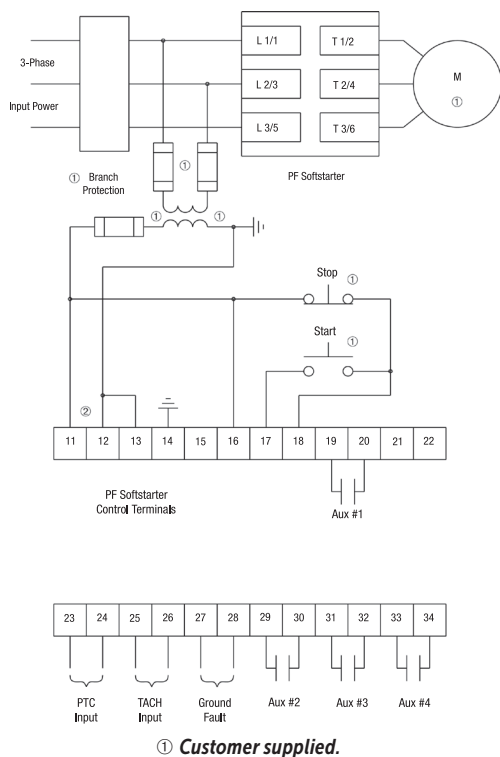 3-Phase
Input Power
L 1/1 T 1/2
L 2/3 T 2/4
L 3/5 T 3/6
M
①
PF Softstarter
① Branch
Protection
①
① ①
Stop
①
Start
①
②
11 12 13 14 15 16 17 18 19 20 21 22
PF Softstarter
Control Terminals
Aux #1
23 24 25 26 27 28 29 30 31 32 33 34
PTC
Input
TACH
Input
Ground
Fault
Aux #2
Aux #3
Aux #4
① Customer supplied.